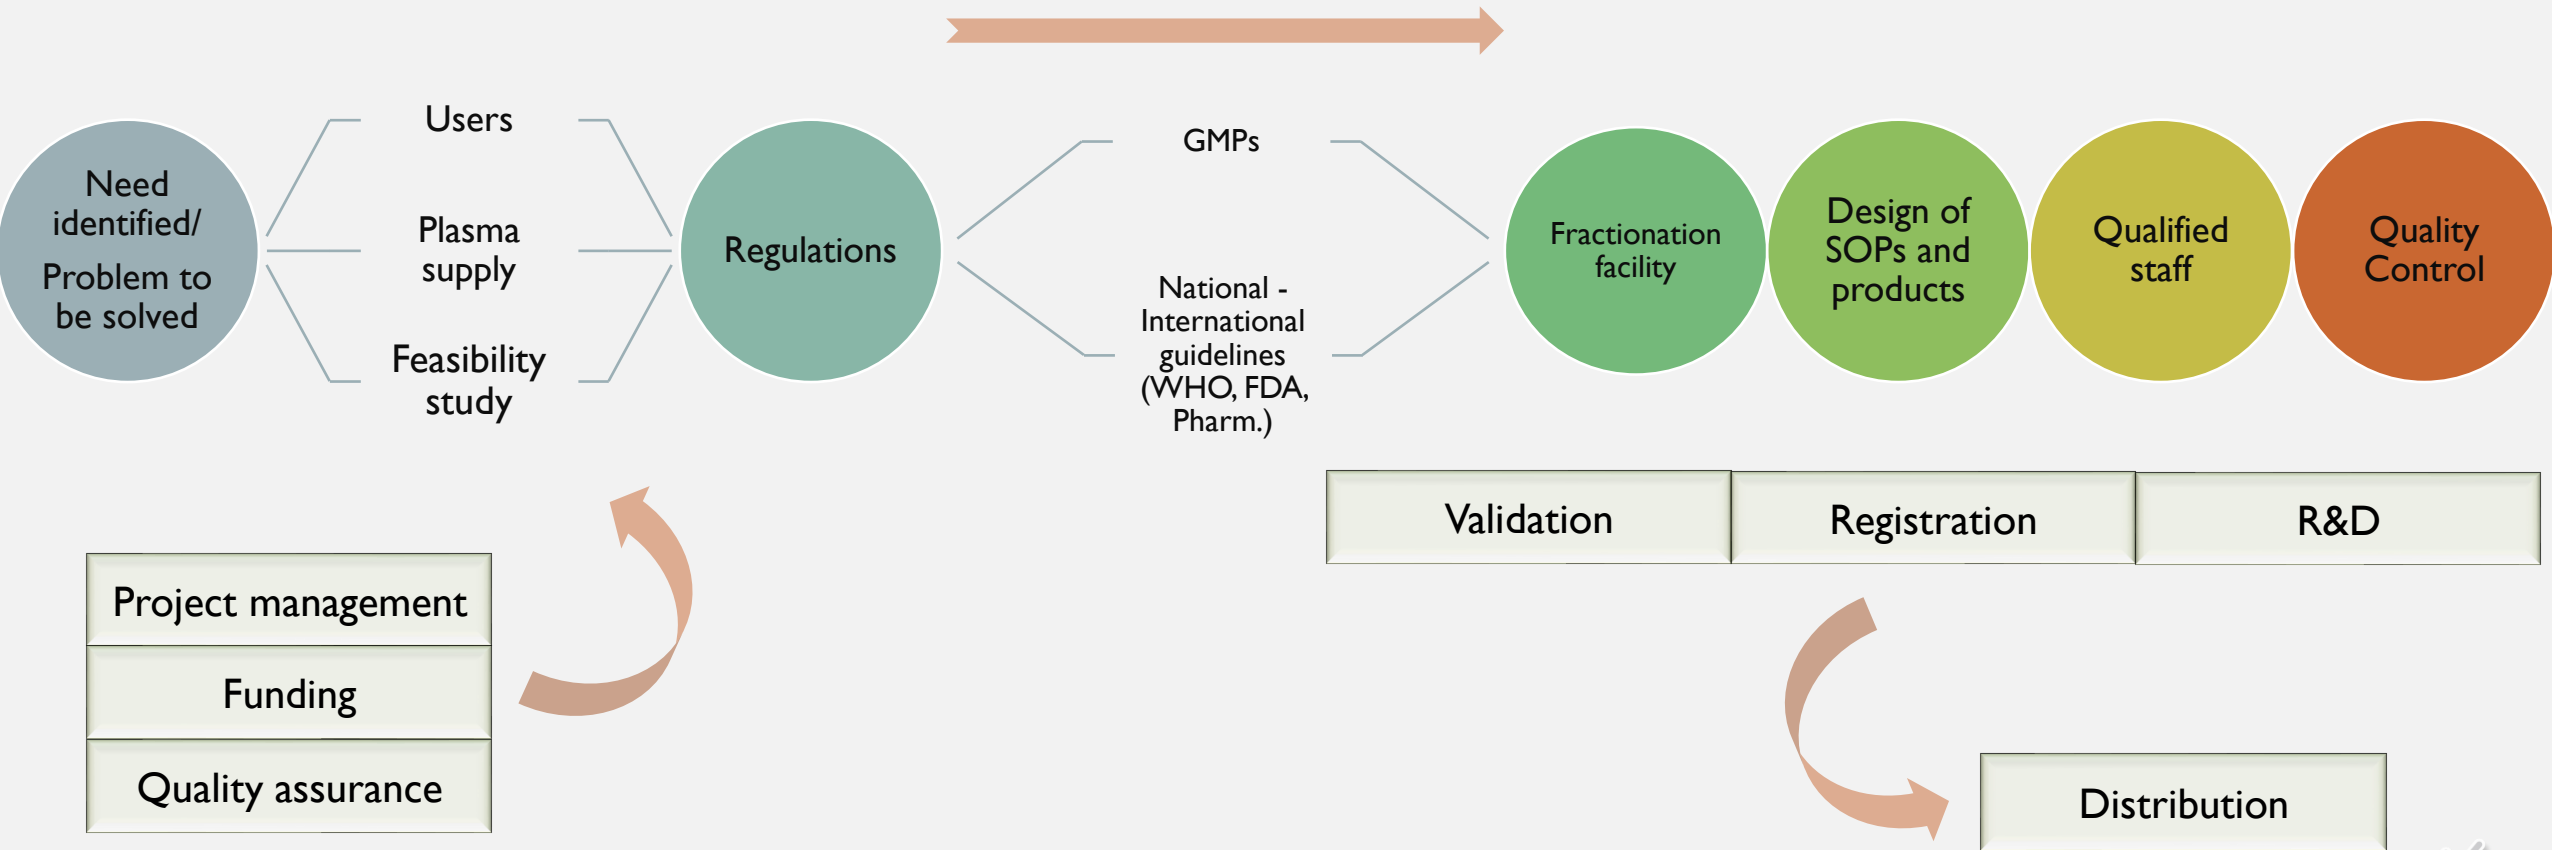 Need
identified/
Problem to
be solved
Users
Plasma
supply
Feasibility
study
Regulations
GMPs
National -
International
guidelines
(WHO, FDA,
Pharm.)
Fractionation
facility
Design of
SOPs and
products
Qualified
staff
Quality
Control
Validation
Registration
R&D
Project management
Funding
Quality assurance
Distribution